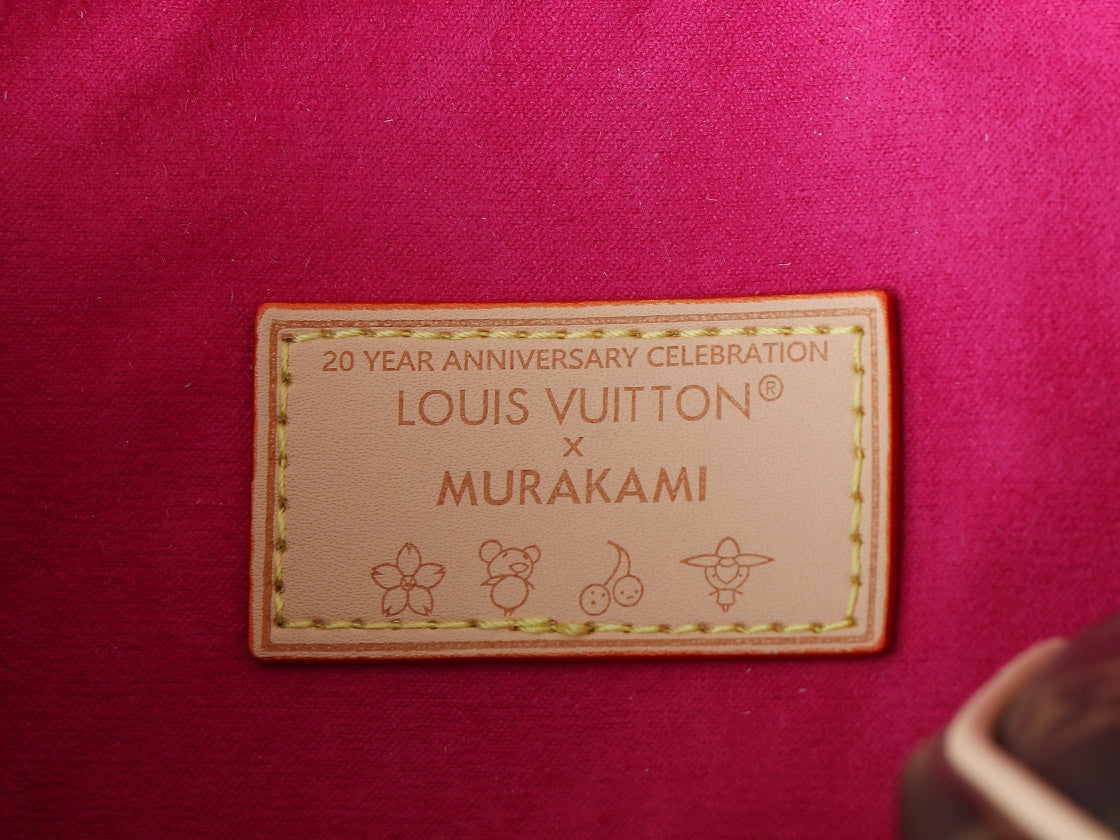 20 YEAR ANNIVERSARY CELEBRATION
LOUIS VUITTON®
x
MURAKAMI